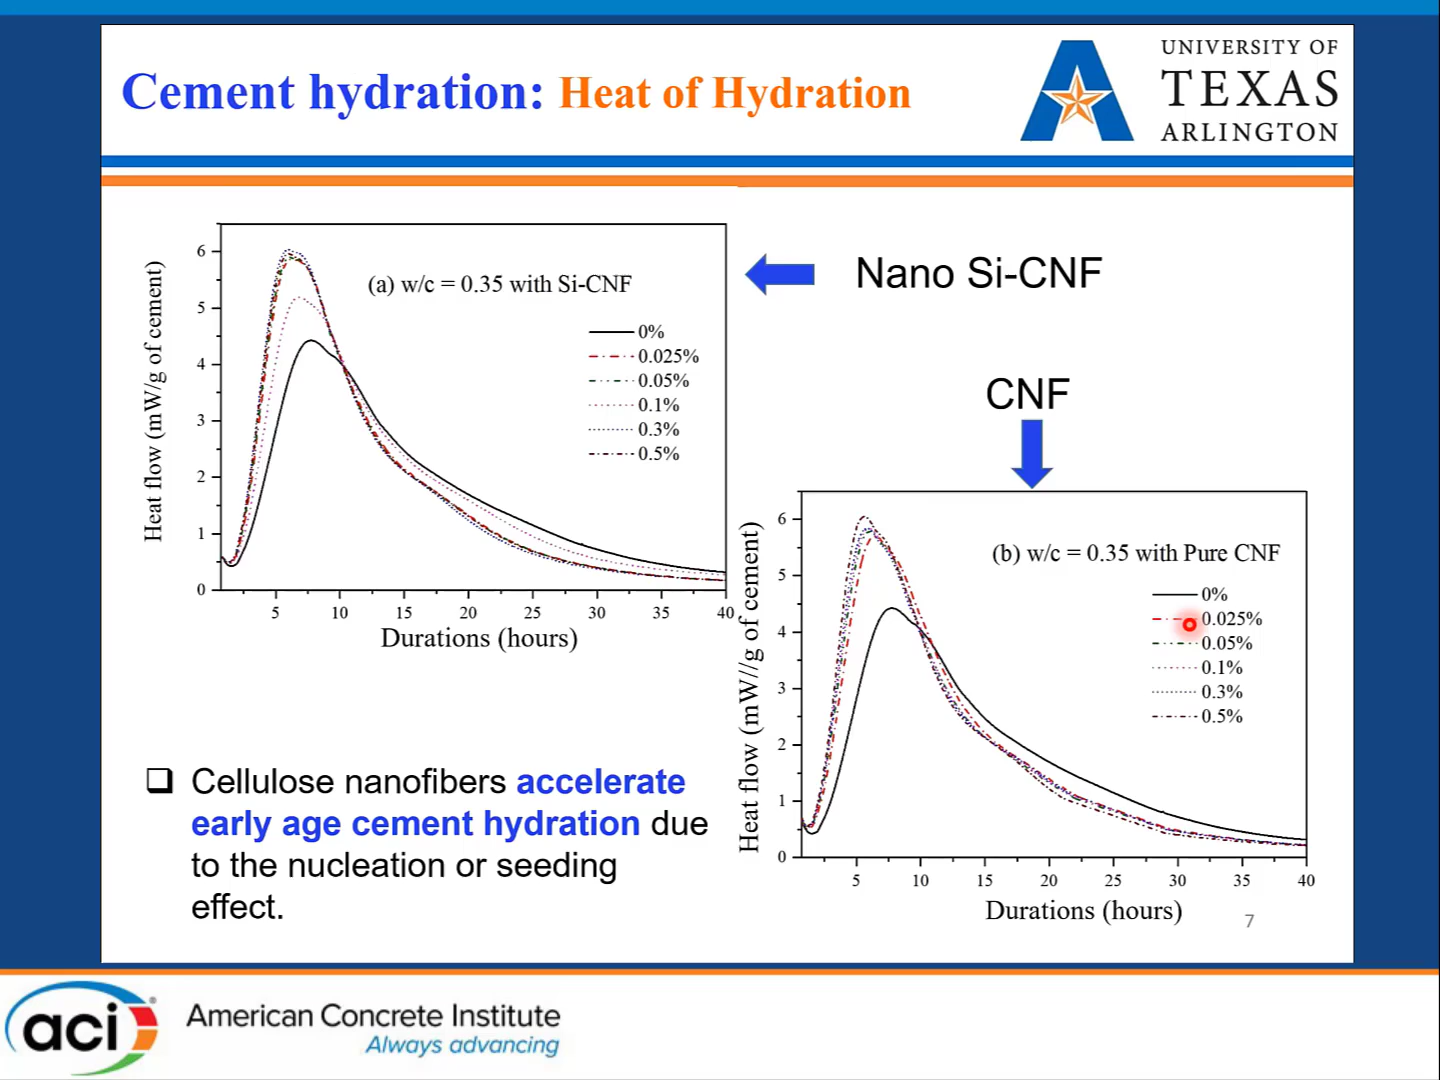 Cement hydration: Heat of Hydration
UNIVERSITY OF
TEXAS
ARLINGTON
Heat flow (mW/g of cement)
6
5
4
3
2
1
0
(a) w/c = 0.35 with Si-CNF
0%
0.025%
0.05%
0.1%
0.3%
0.5%
5 10 15 20 25 30 35 40
Durations (hours)
Nano Si-CNF
CNF
Heat flow (mW//g of cement)
6
5
4
3
2
1
0
(b) w/c = 0.35 with Pure CNF
0%
0.025%
0.05%
0.1%
0.3%
0.5%
5 10 15 20 25 30 35 40
Durations (hours)
❑ Cellulose nanofibers accelerate
early age cement hydration due
to the nucleation or seeding
effect.
7
aci®
American Concrete Institute
Always advancing